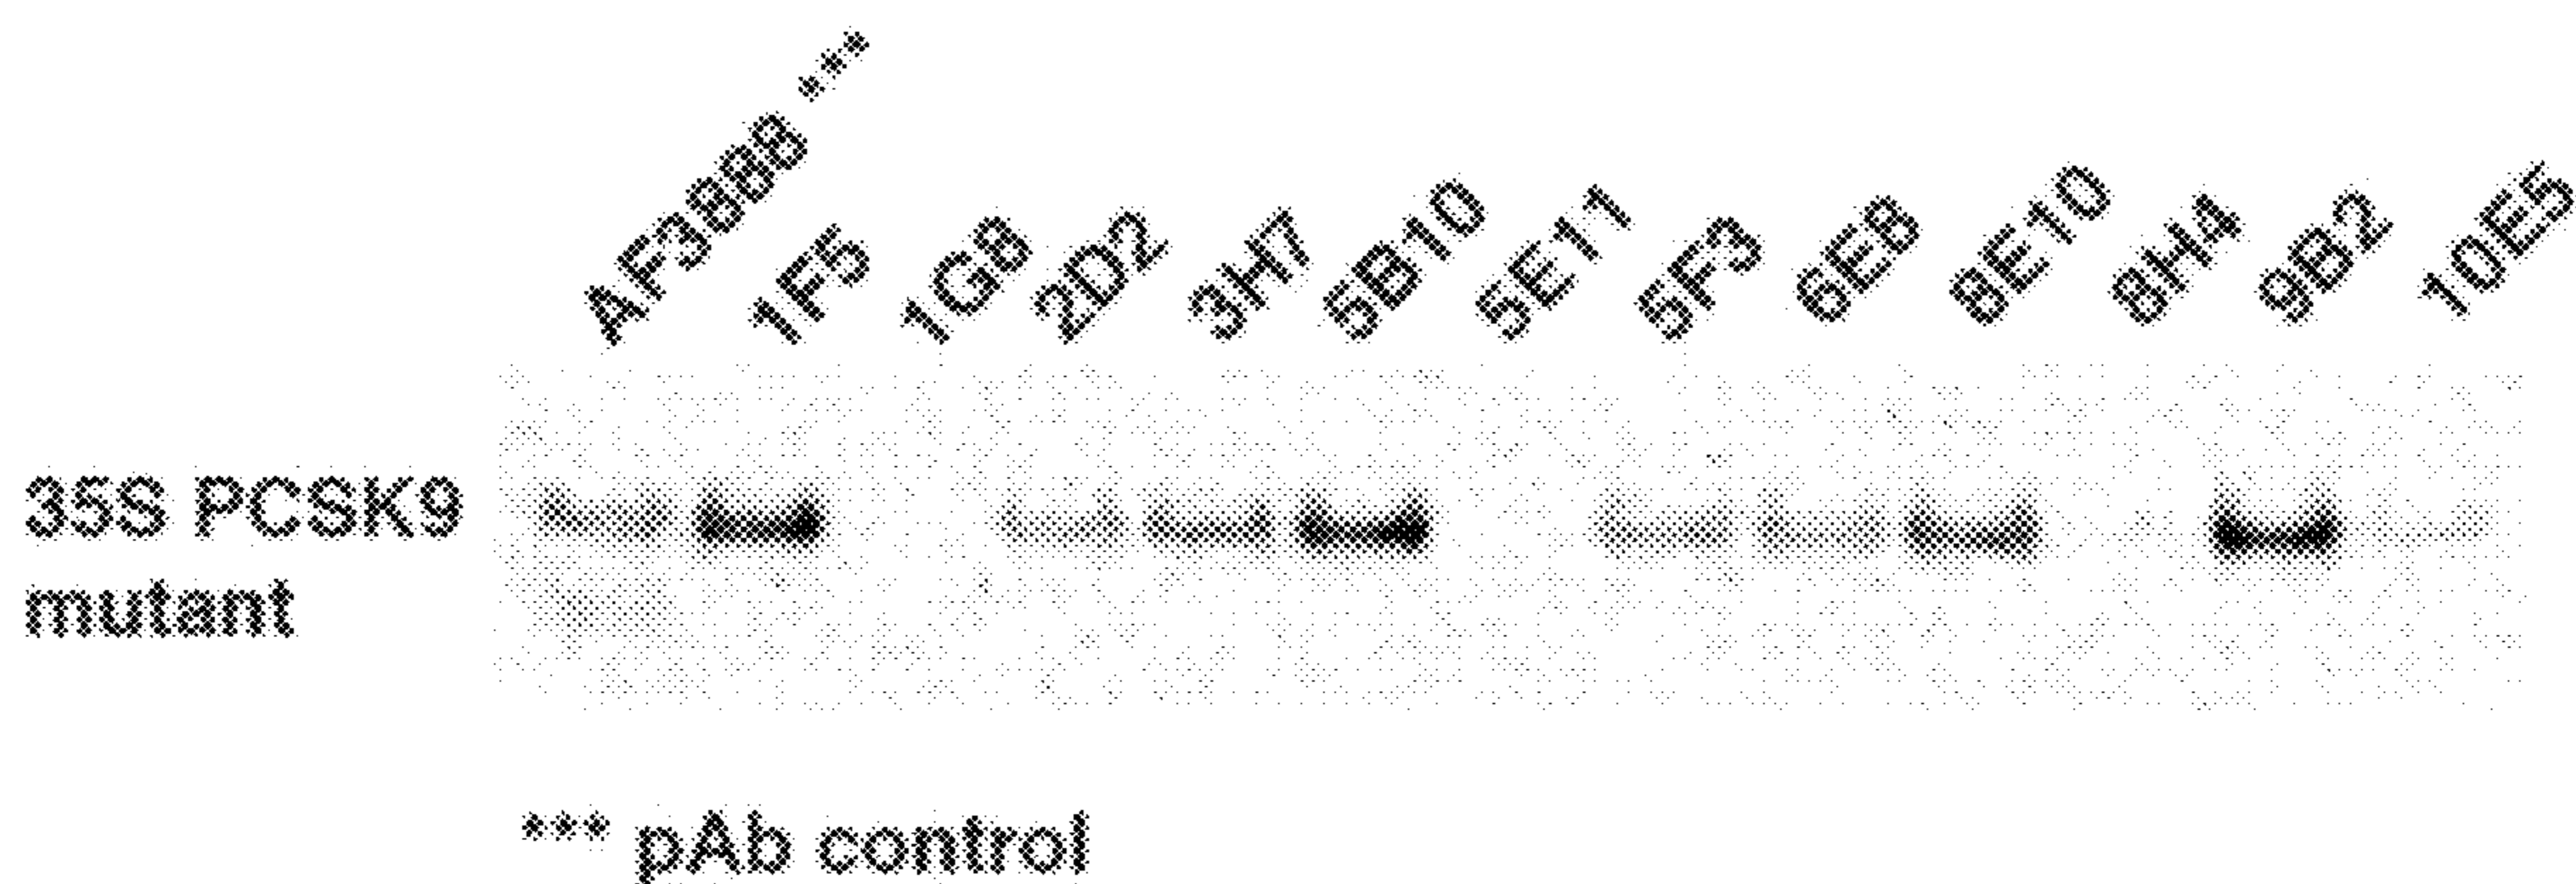 AF3888 ***
1F5
1G8
2D2
3H7
5B10
5E11
5F3
6E8
8E10
8H4
9B2
10E5
35S PCSK9
mutant
*** pAb control